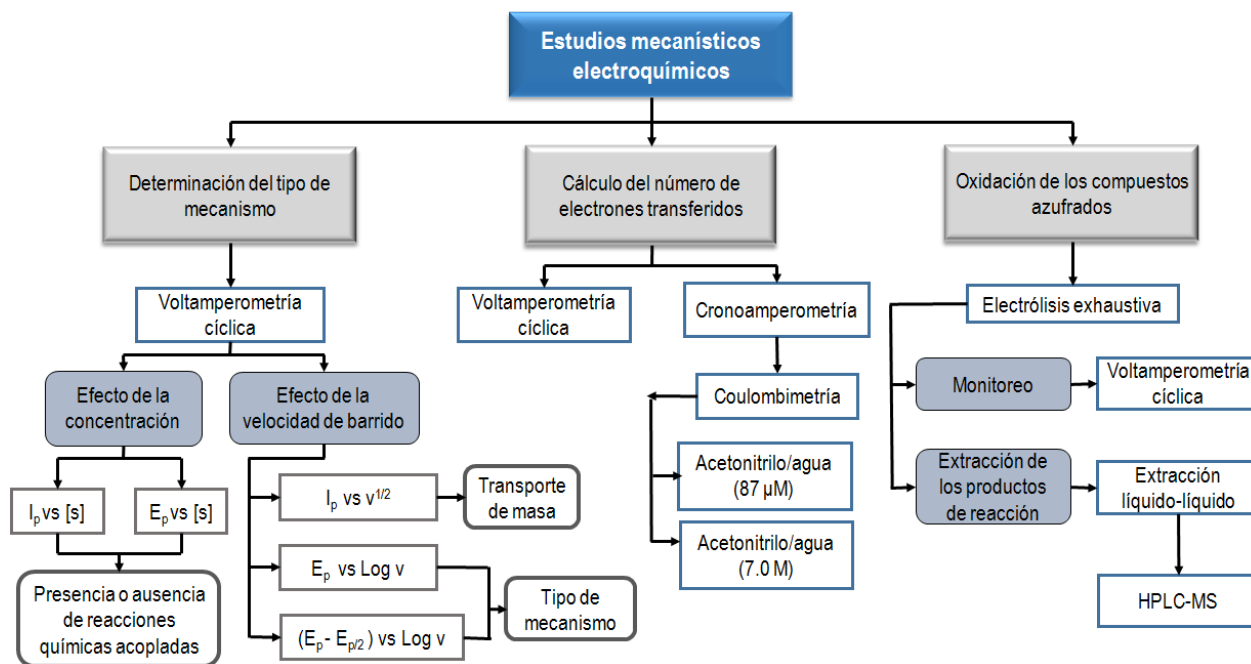 Estudios mecanísticos
electroquímicos
Determinación del tipo de
mecanismo
Cálculo del número de
electrones transferidos
Oxidación de los compuestos
azufrados
Voltamperometría
cíclica
Efecto de la
concentración
Efecto de la
velocidad de barrido
Ip vs [s]
Ep vs [s]
Presencia o ausencia
de reacciones
químicas acopladas
Ip vs v1/2
Transporte
de masa
Ep vs Log v
(Ep - Ep/2 ) vs Log v
Tipo de
mecanismo
Voltamperometría
cíclica
Cronoamperometría
Coulombimetría
Acetonitrilo/agua
(87 µM)
Acetonitrilo/agua
(7.0 M)
Electrólisis exhaustiva
Monitoreo
Voltamperometría
cíclica
Extracción de
los productos
de reacción
Extracción
líquido-líquido
HPLC-MS